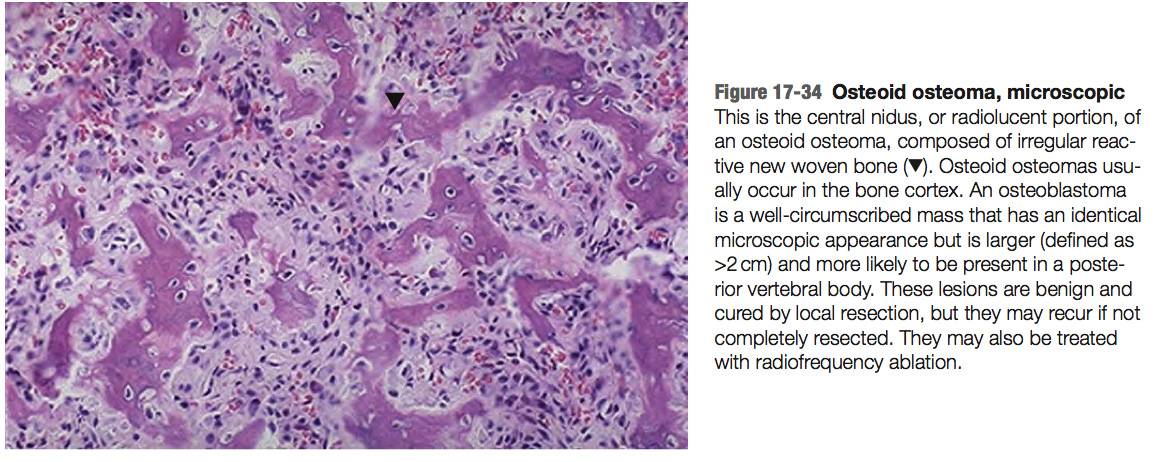 Figure 17-34 Osteoid osteoma, microscopic
This is the central nidus, or radiolucent portion, of
an osteoid osteoma, composed of irregular reac-
tive new woven bone (▼). Osteoid osteomas usu-
ally occur in the bone cortex. An osteoblastoma
is a well-circumscribed mass that has an identical
microscopic appearance but is larger (defined as
>2 cm) and more likely to be present in a poste-
rior vertebral body. These lesions are benign and
cured by local resection, but they may recur if not
completely resected. They may also be treated
with radiofrequency ablation.